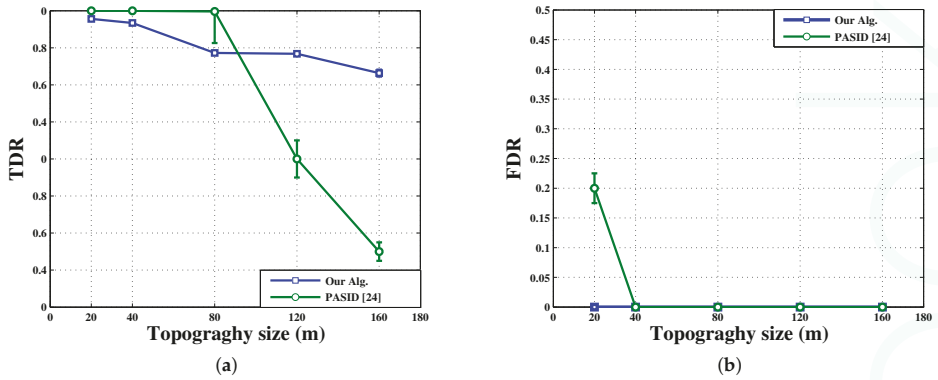 0
0.8
0.6
0.4
0
0.4
0
TDR
0 20 40 80 120 160 180
Topograghy size (m)
Our Alg.
PASID [24]
(a)
0.5
0.45
0.4
0.35
0.3
0.25
0.2
0.15
0.1
0.05
0
FDR
0 20 40 80 120 160 180
Topograghy size (m)
Our Alg.
PASID [24]
(b)